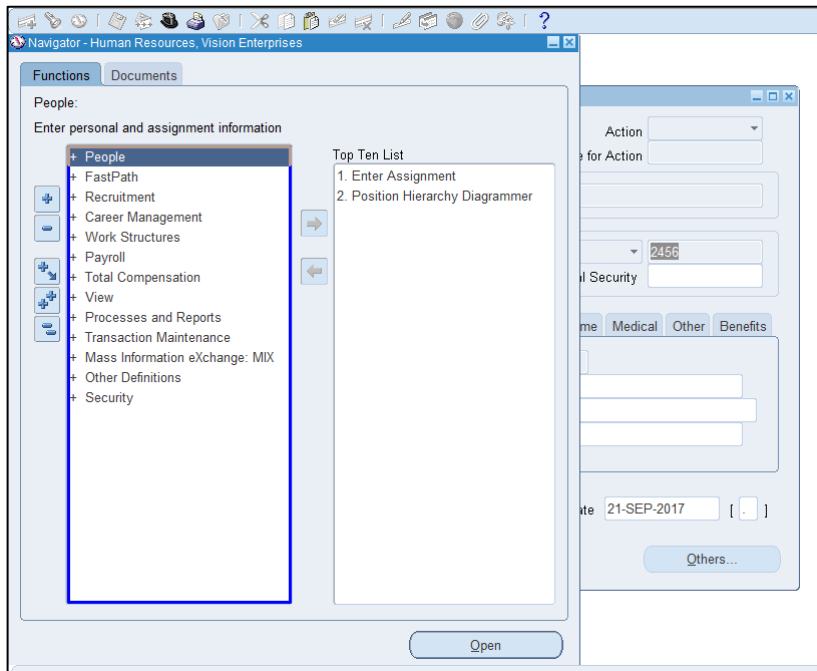 ?
Navigator - Human Resources, Vision Enterprises
Functions Documents
People:
Enter personal and assignment information
+ People
+ FastPath
+ Recruitment
+ Career Management
+ Work Structures
+ Payroll
+ Total Compensation
+ View
+ Processes and Reports
+ Transaction Maintenance
+ Mass Information eXchange: MIX
+ Other Definitions
+ Security
Top Ten List
1. Enter Assignment
2. Position Hierarchy Diagrammer
Open
Action
for Action
2456
Security
Medical Other Benefits
21-SEP-2017 [ . ]
Others...